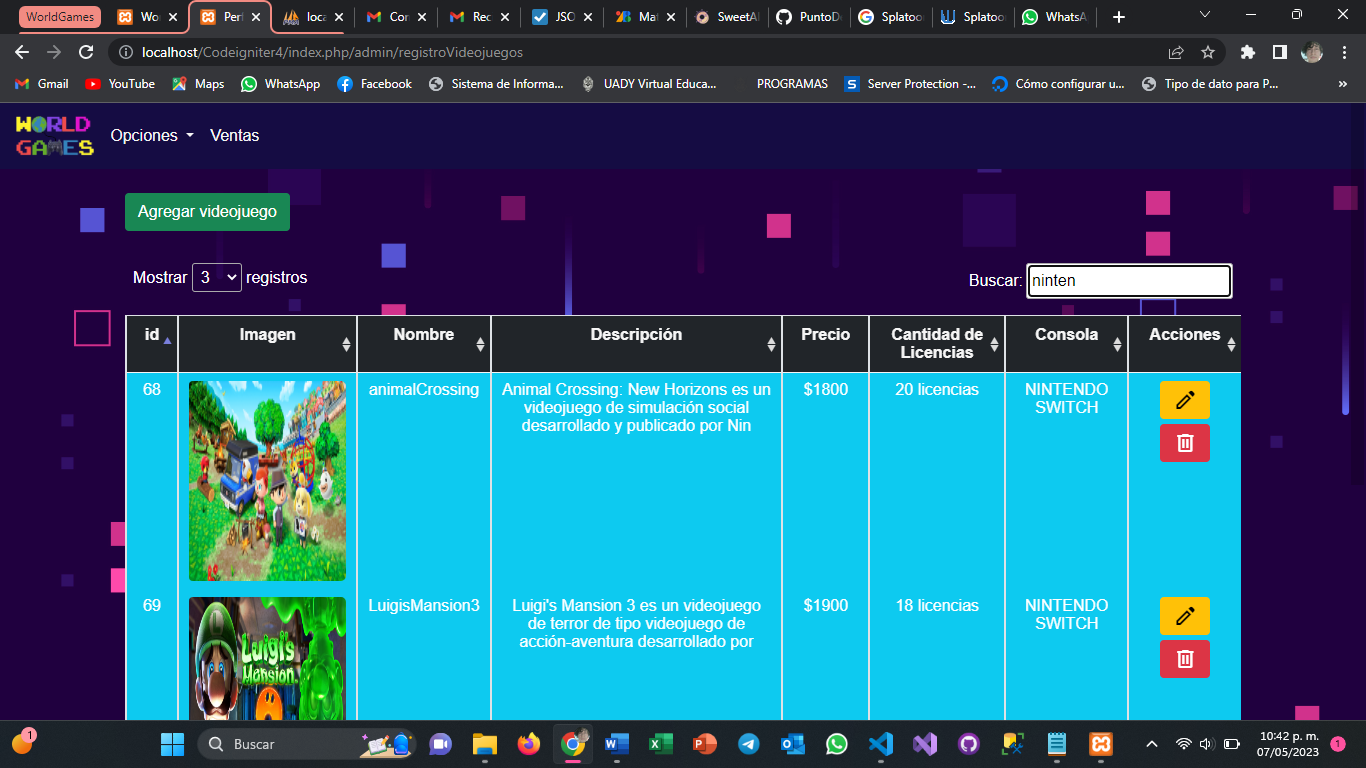 WorldGames
Wo
Perf
loca
Cor
Rec
JSO
Mat
SweetAl
PuntoD
Splatoo
Splatoo
WhatsA
localhost/Codeigniter4/index.php/admin/registroVideojuegos
Gmail
YouTube
Maps
WhatsApp
Facebook
Sistema de Informa...
UADY Virtual Educa...
PROGRAMAS
S
Server Protection -...
Cómo configurar u...
Tipo de dato para P...
»
WORLD
GAMES
Opciones
Ventas
Agregar videojuego
Mostrar 3 registros
Buscar: ninten
id
Imagen
Nombre
Descripción
Precio
Cantidad de
Licencias
Consola
Acciones
68
animalCrossing
Animal Crossing: New Horizons es un
videojuego de simulación social
desarrollado y publicado por Nin
$1800
20 licencias
NINTENDO
SWITCH
69
LUIGI'S
MANSION
LuigisMansion3
Luigi's Mansion 3 es un videojuego
de terror de tipo videojuego de
acción-aventura desarrollado por
$1900
18 licencias
NINTENDO
SWITCH
1
Buscar
10:42 p. m.
07/05/2023
1